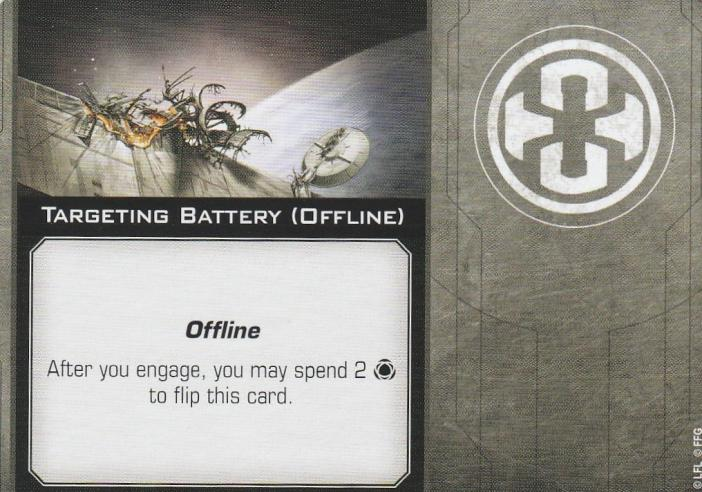 Targeting Battery (Offline)
Offline
After you engage, you may spend 2
to flip this card.
©LFL ©FFG